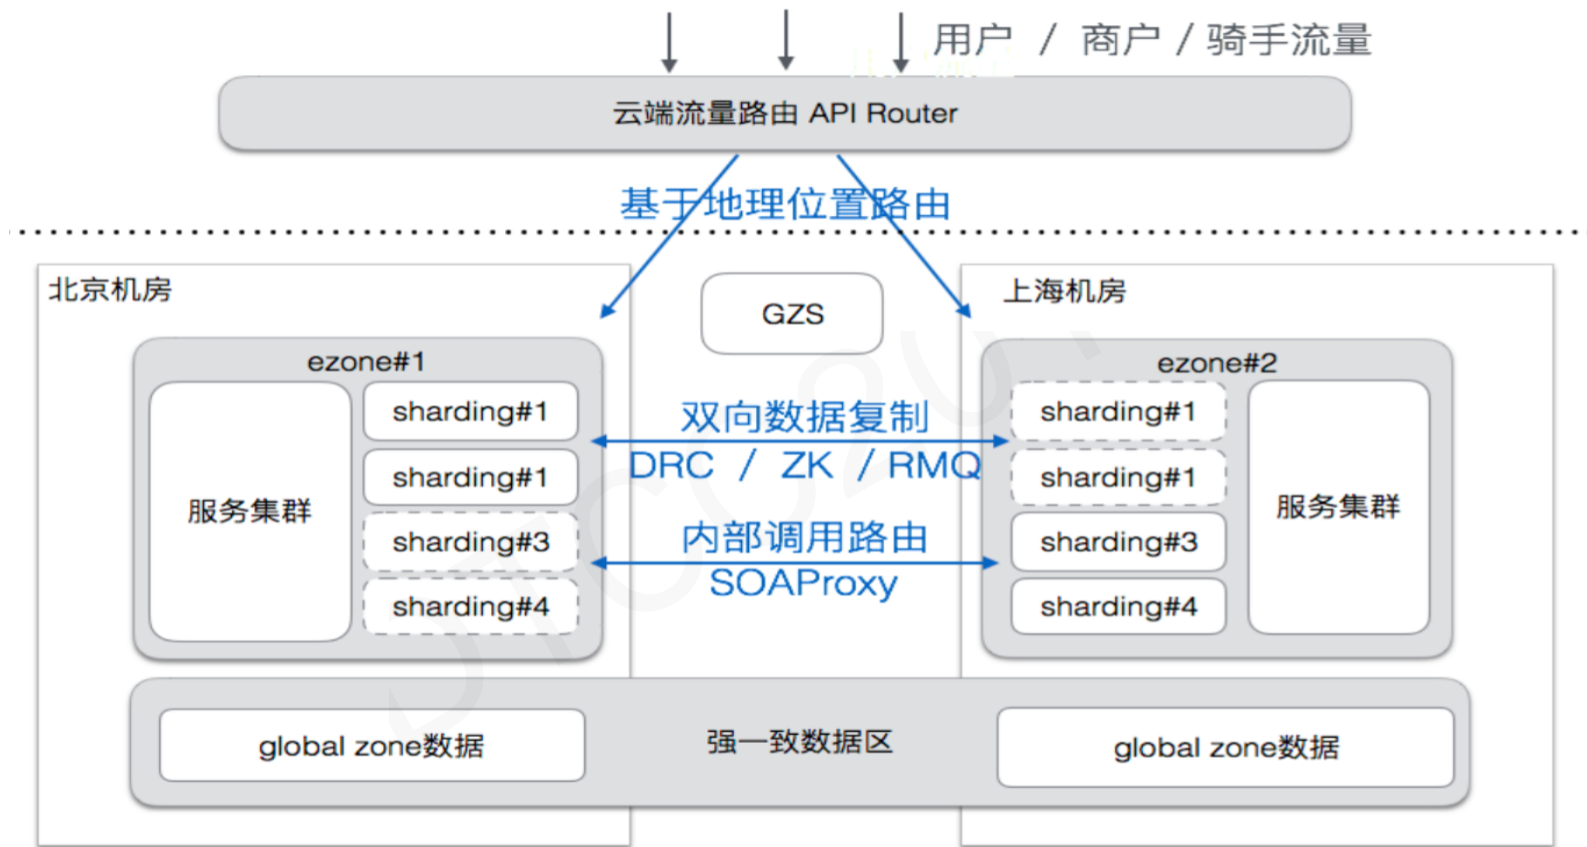 用户 / 商户 / 骑手流量
云端流量路由 API Router
基于地理位置路由
北京机房
GZS
上海机房
ezone#1
ezone#2
服务集群
sharding#1
sharding#1
sharding#3
sharding#4
双向数据复制
DRC / ZK / RMQ
内部调用路由
SOAProxy
sharding#1
sharding#1
sharding#3
sharding#4
服务集群
global zone数据
强一致数据区
global zone数据